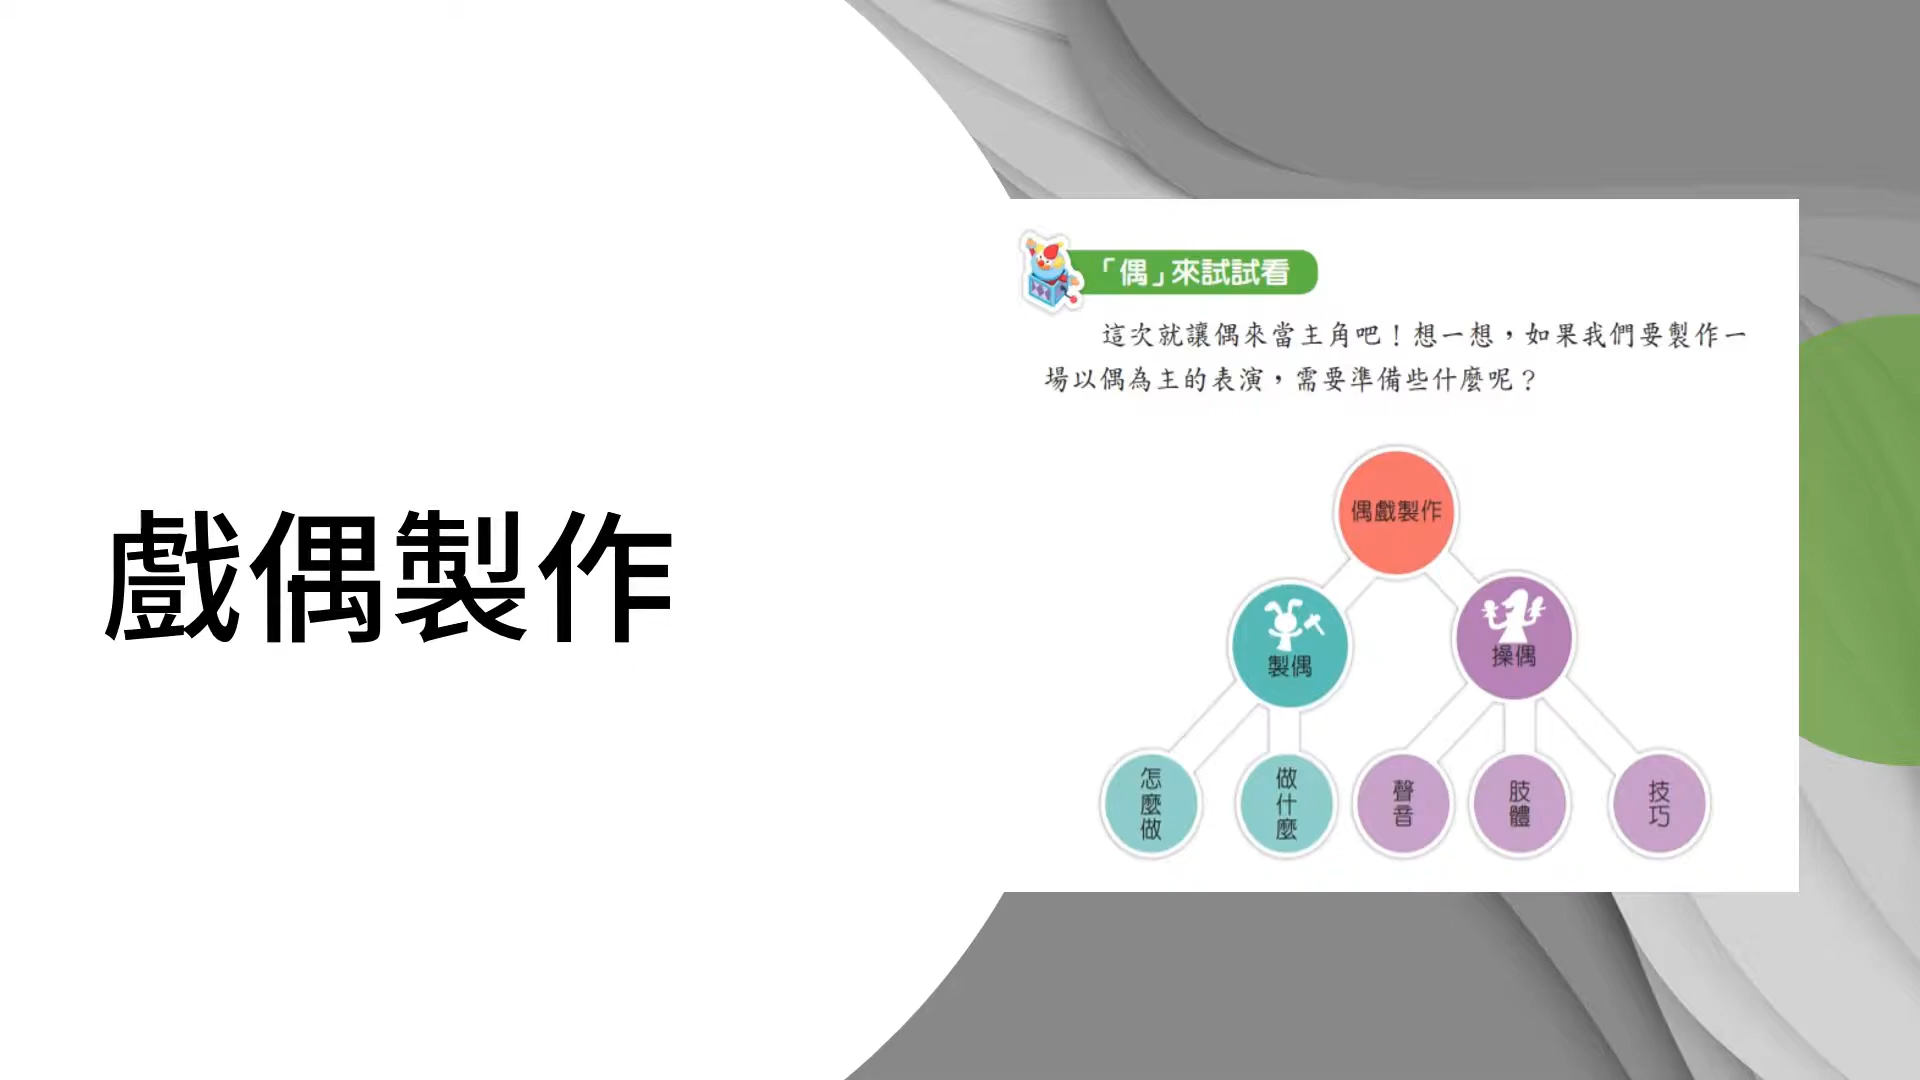 戲偶製作
「偶」來試試看
這次就讓偶來當主角吧！想一想，如果我們要製作一
場以偶為主的表演，需要準備些什麼呢？
偶戲製作
製偶
操偶
怎麼做
做什麼
聲音
肢體
技巧